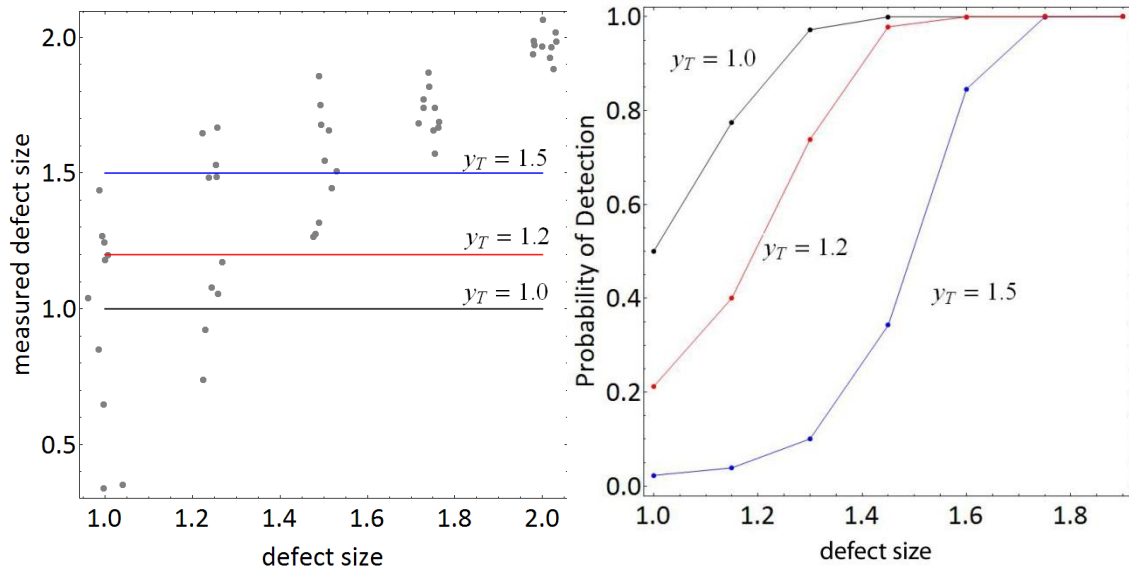 measured defect size
2.0
1.5
1.0
0.5
y_T = 1.5
y_T = 1.2
y_T = 1.0
1.0 1.2 1.4 1.6 1.8 2.0
defect size
Probability of Detection
1.0
0.8
0.6
0.4
0.2
0.0
y_T = 1.0
y_T = 1.2
y_T = 1.5
1.0 1.2 1.4 1.6 1.8
defect size